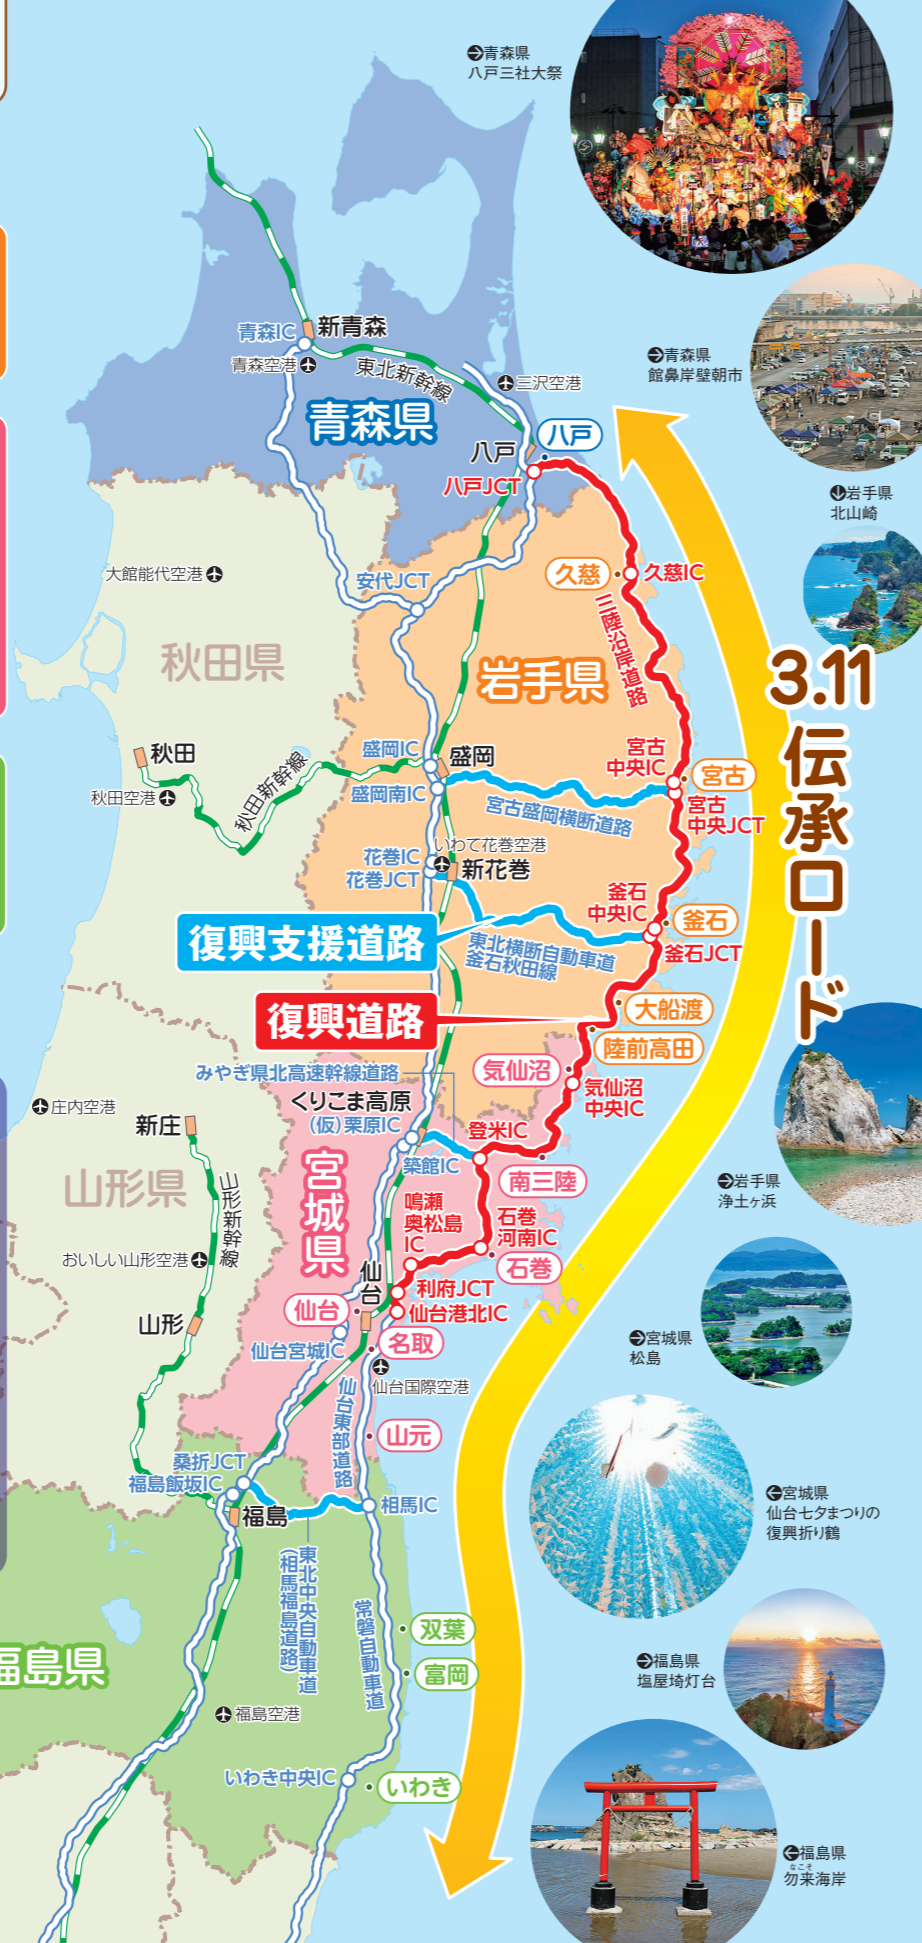 ➔青森県
八戸三社大祭
新青森
青森IC
青森空港
東北新幹線
三沢空港
➔青森県
館鼻岸壁朝市
青森県
八戸
八戸
八戸JCT
➔岩手県
北山崎
大館能代空港
安代JCT
久慈
久慈IC
三陸沿岸道路
秋田県
岩手県
3.11
伝承ロード
秋田
秋田新幹線
秋田空港
盛岡IC
盛岡
盛岡南IC
宮古
中央IC
宮古
宮古盛岡横断道路
宮古
中央JCT
いわて花巻空港
花巻IC
花巻JCT
新花巻
釜石
中央IC
釜石
釜石JCT
復興支援道路
東北横断自動車道
釜石秋田線
復興道路
大船渡
陸前高田
みやぎ県北高速幹線道路
気仙沼
気仙沼
中央IC
くりこま高原
(仮)栗原IC
庄内空港
新庄
登米IC
築館IC
南三陸
山形県
山形新幹線
宮城県
➔岩手県
浄土ヶ浜
鳴瀬
奥松島
IC
石巻
河南IC
石巻
おいしい山形空港
仙台
利府JCT
仙台港北IC
仙台
山形
仙台宮城IC
名取
➔宮城県
松島
仙台国際空港
仙台東部道路
山元
桑折JCT
福島飯坂IC
福島
相馬IC
➔宮城県
仙台七夕まつりの
復興折り鶴
東北中央自動車道
(相馬福島道路)
常磐自動車道
双葉
富岡
福島県
➔福島県
塩屋埼灯台
福島空港
いわき中央IC
いわき
➔福島県
なこそ
勿来海岸